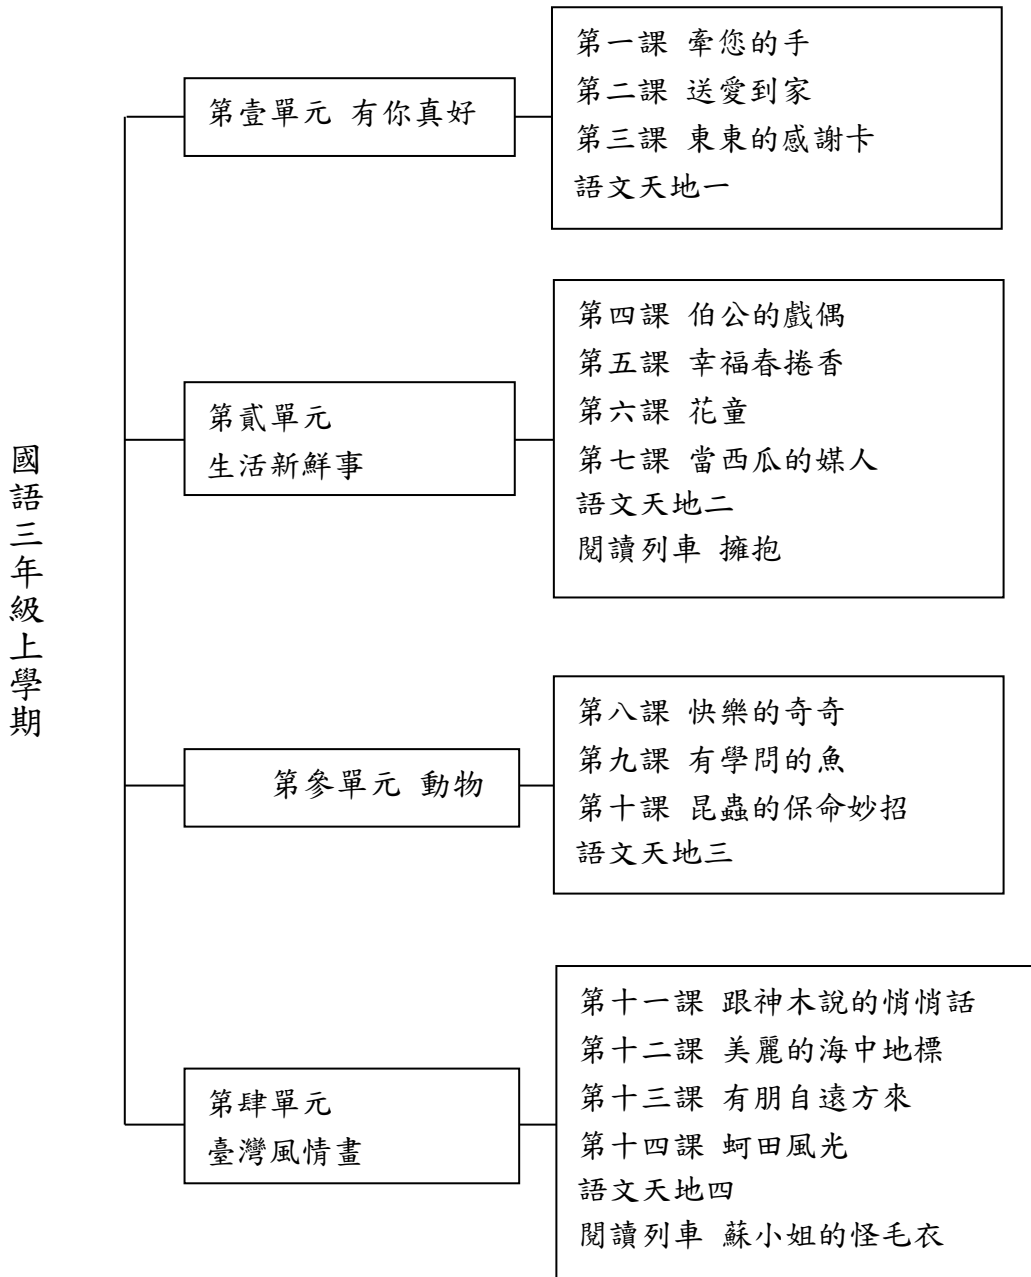 國語三年級上學期
第壹單元 有你真好
第一課 牽您的手
第二課 送愛到家
第三課 東東的感謝卡
語文天地一
第貳單元
生活新鮮事
第四課 伯公的戲偶
第五課 幸福春捲香
第六課 花童
第七課 當西瓜的媒人
語文天地二
閱讀列車 擁抱
第參單元 動物
第八課 快樂的奇奇
第九課 有學問的魚
第十課 昆蟲的保命妙招
語文天地三
第肆單元
臺灣風情畫
第十一課 跟神木說的悄悄話
第十二課 美麗的海中地標
第十三課 有朋自遠方來
第十四課 蚵田風光
語文天地四
閱讀列車 蘇小姐的怪毛衣